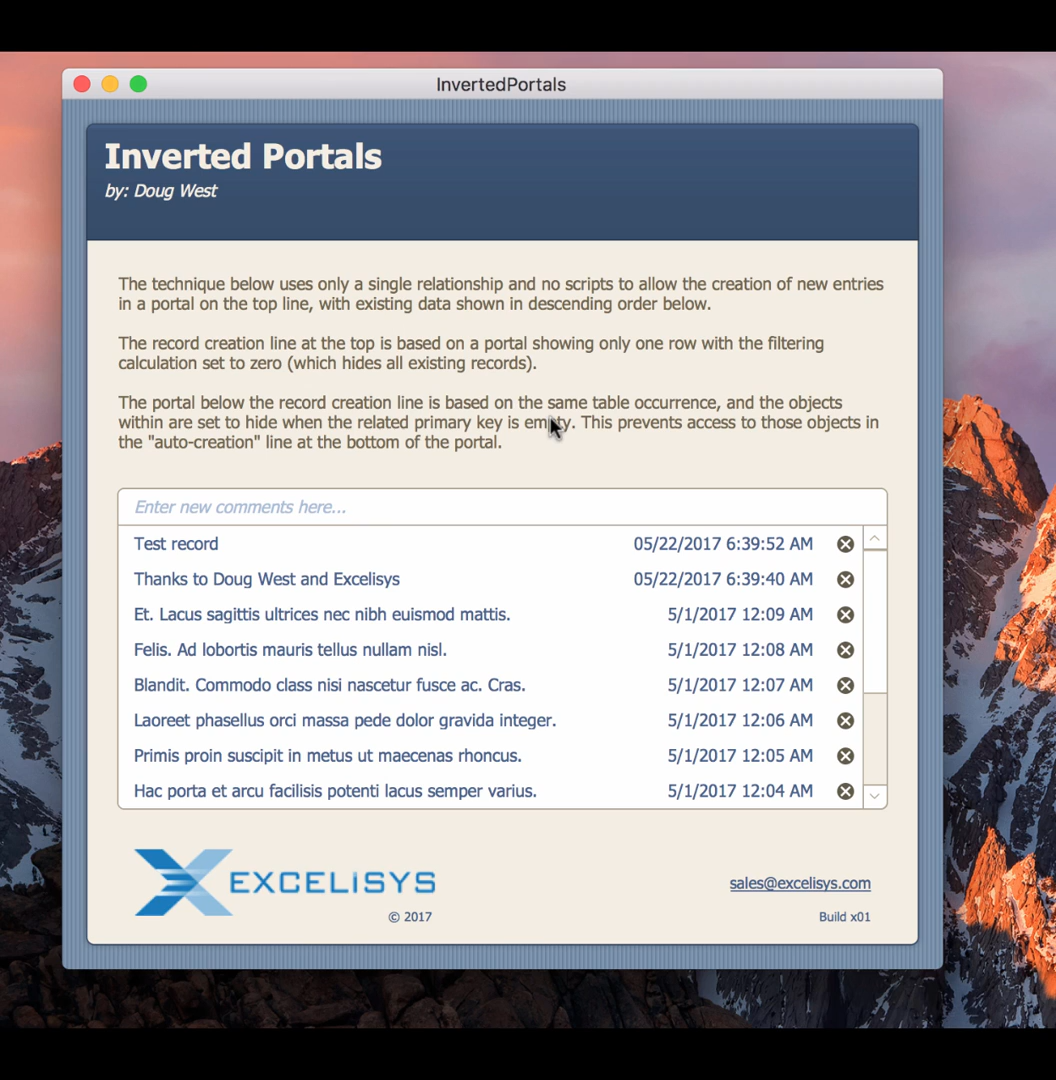 InvertedPortals
Inverted Portals
by: Doug West
The technique below uses only a single relationship and no scripts to allow the creation of new entries
in a portal on the top line, with existing data shown in descending order below.
The record creation line at the top is based on a portal showing only one row with the filtering
calculation set to zero (which hides all existing records).
The portal below the record creation line is based on the same table occurrence, and the objects
within are set to hide when the related primary key is empty. This prevents access to those objects in
the "auto-creation" line at the bottom of the portal.
Enter new comments here...
Test record 05/22/2017 6:39:52 AM
Thanks to Doug West and Excelisys 05/22/2017 6:39:40 AM
Et. Lacus sagittis ultrices nec nibh euismod mattis. 5/1/2017 12:09 AM
Felis. Ad lobortis mauris tellus nullam nisl. 5/1/2017 12:08 AM
Blandit. Commodo class nisi nascetur fusce ac. Cras. 5/1/2017 12:07 AM
Laoreet phasellus orci massa pede dolor gravida integer. 5/1/2017 12:06 AM
Primis proin suscipit in metus ut maecenas rhoncus. 5/1/2017 12:05 AM
Hac porta et arcu facilisis potenti lacus semper varius. 5/1/2017 12:04 AM
EXCELISYS
sales@excelisys.com
© 2017
Build x01